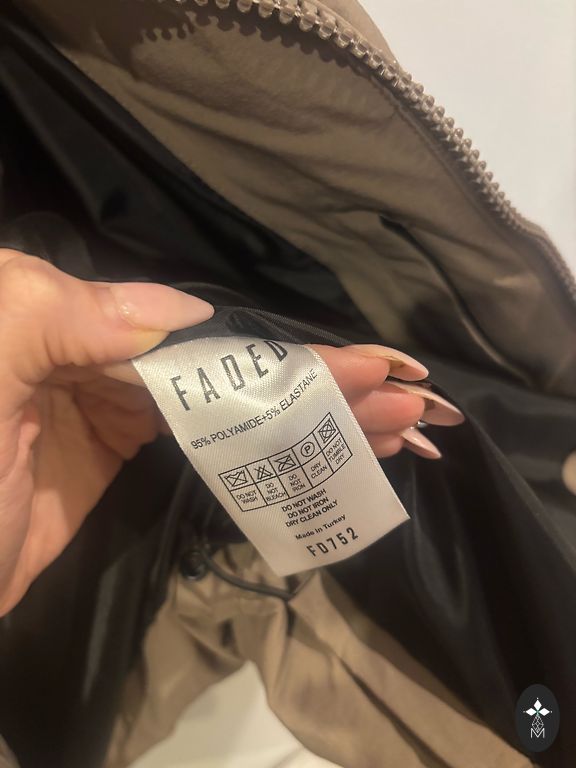 FADED
95% POLYAMIDE+5% ELASTANE
P
DO NOT WASH
DO NOT BLEACH
DO NOT IRON
DRY CLEAN
DO NOT TUMBLE DRY
DO NOT WASH
DO NOT IRON
DRY CLEAN ONLY
Made in Turkey
FD752
M